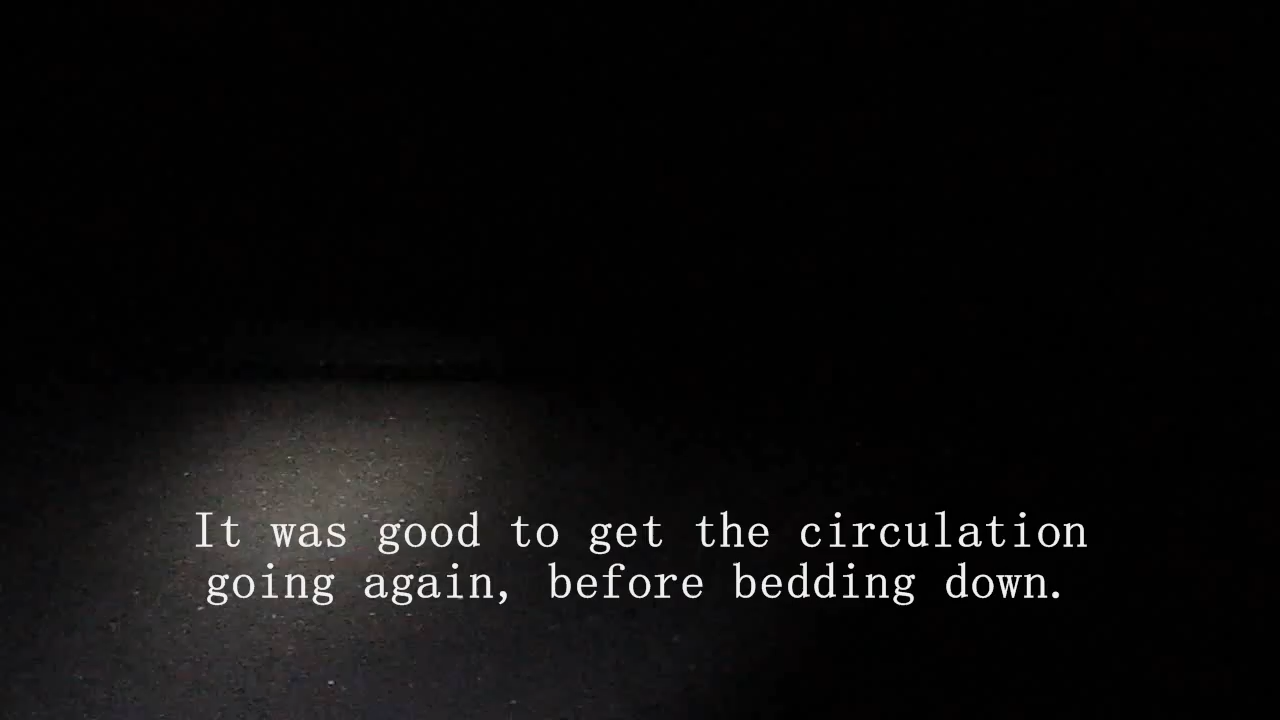 It was good to get the circulation
going again, before bedding down.